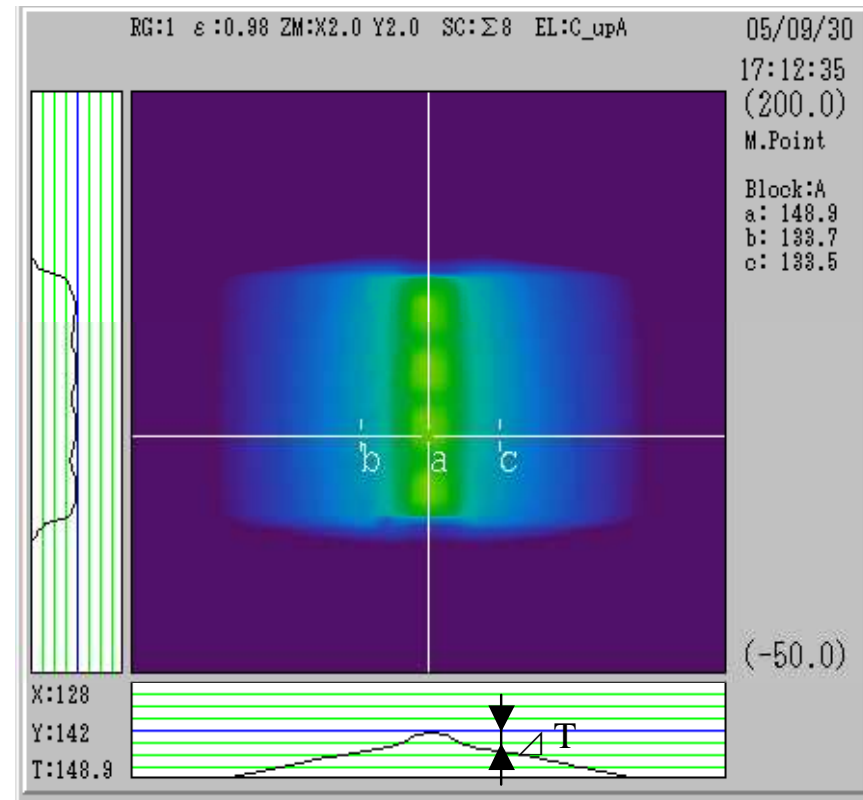 RG:1 ε:0.98 ZM:X2.0 Y2.0 SC:Σ8 EL:C_upA 05/09/30
17:12:35
(200.0)
M.Point
Block:A
a: 148.9
b: 133.7
c: 133.5
b a c
(-50.0)
X:128
Y:142
T:148.9
⊿T